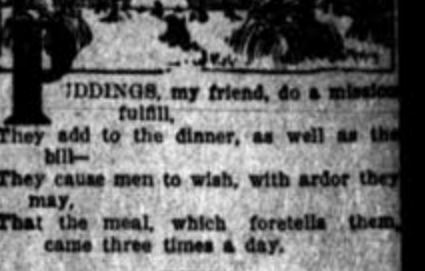 PUDDINGS, my friend, do a mission
fulfill,
They add to the dinner, as well as the
bill—
They cause men to wish, with ardor they
may,
That the meal, which foretells them,
came three times a day.